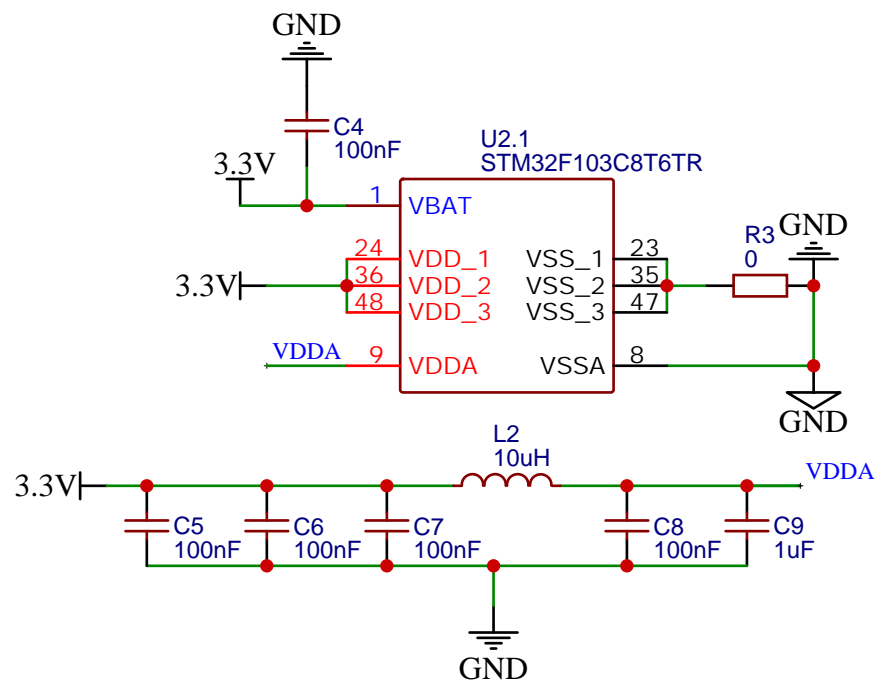 GND
C4
100nF
3.3V
U2.1
STM32F103C8T6TR
1
VBAT
24
VDD_1
VSS_1
23
36
VDD_2
VSS_2
35
48
VDD_3
VSS_3
47
3.3V
R3
0
GND
VDDA
9
VDDA
VSSA
8
GND
L2
10uH
3.3V
VDDA
C5
100nF
C6
100nF
C7
100nF
C8
100nF
C9
1uF
GND